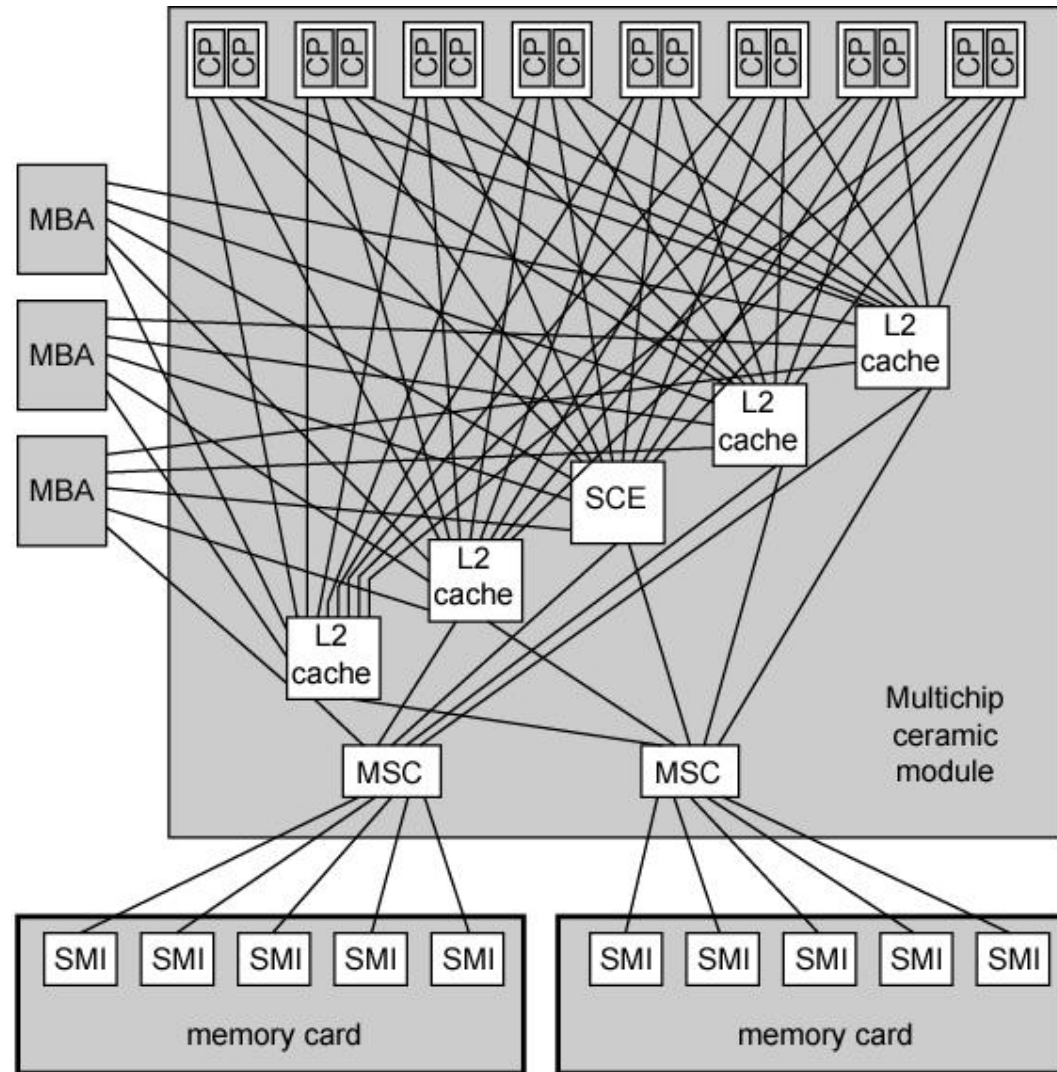 CP CP CP CP CP CP CP CP CP CP CP CP CP CP CP CP
MBA
MBA
MBA
L2
cache
L2
cache
SCE
L2
cache
L2
cache
Multichip
ceramic
module
MSC MSC
SMI SMI SMI SMI SMI SMI SMI SMI SMI SMI
memory card memory card